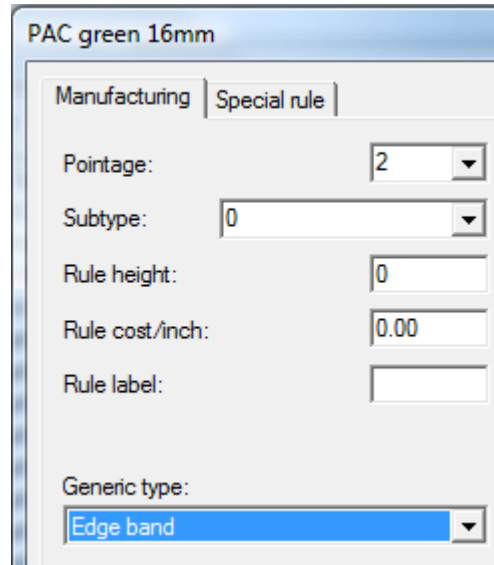 PAC green 16mm
Manufacturing Special rule
Pointage: 2
Subtype: 0
Rule height: 0
Rule cost/inch: 0.00
Rule label:
Generic type:
Edge band